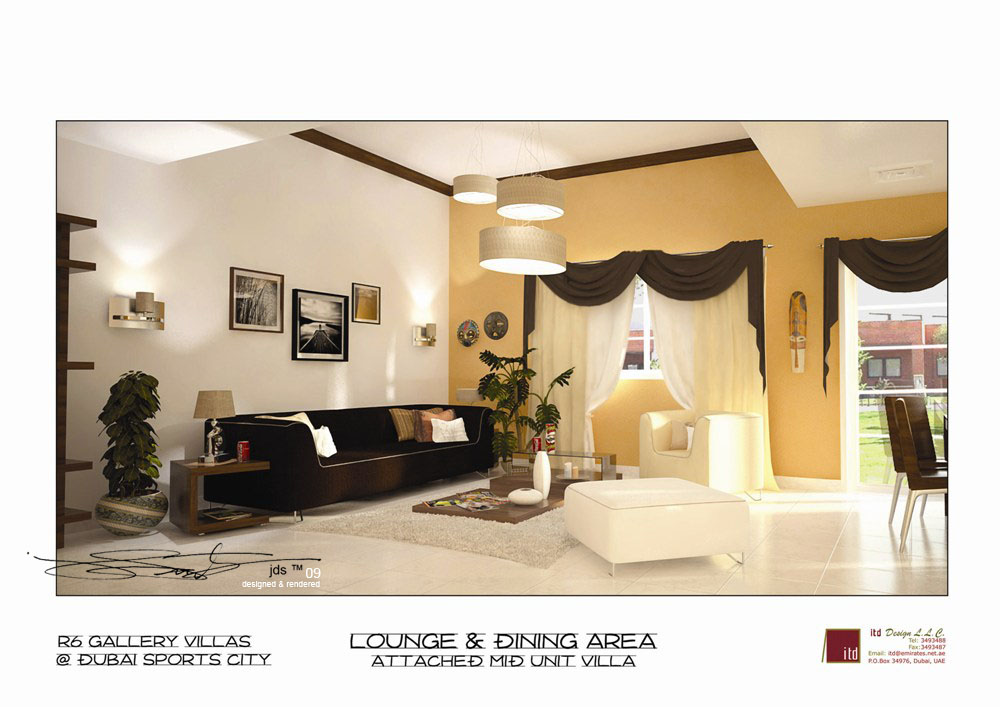 jds ™ 09
designed & rendered
R6 GALLERY VILLAS
@ DUBAI SPORTS CITY
LOUNGE & DINING AREA
ATTACHED MID UNIT VILLA
itd
itd Design L.L.C.
Tel: 3493488
Fax:3493487
Email: itd@emirates.net.ae
P.O.Box 34976, Dubai, UAE